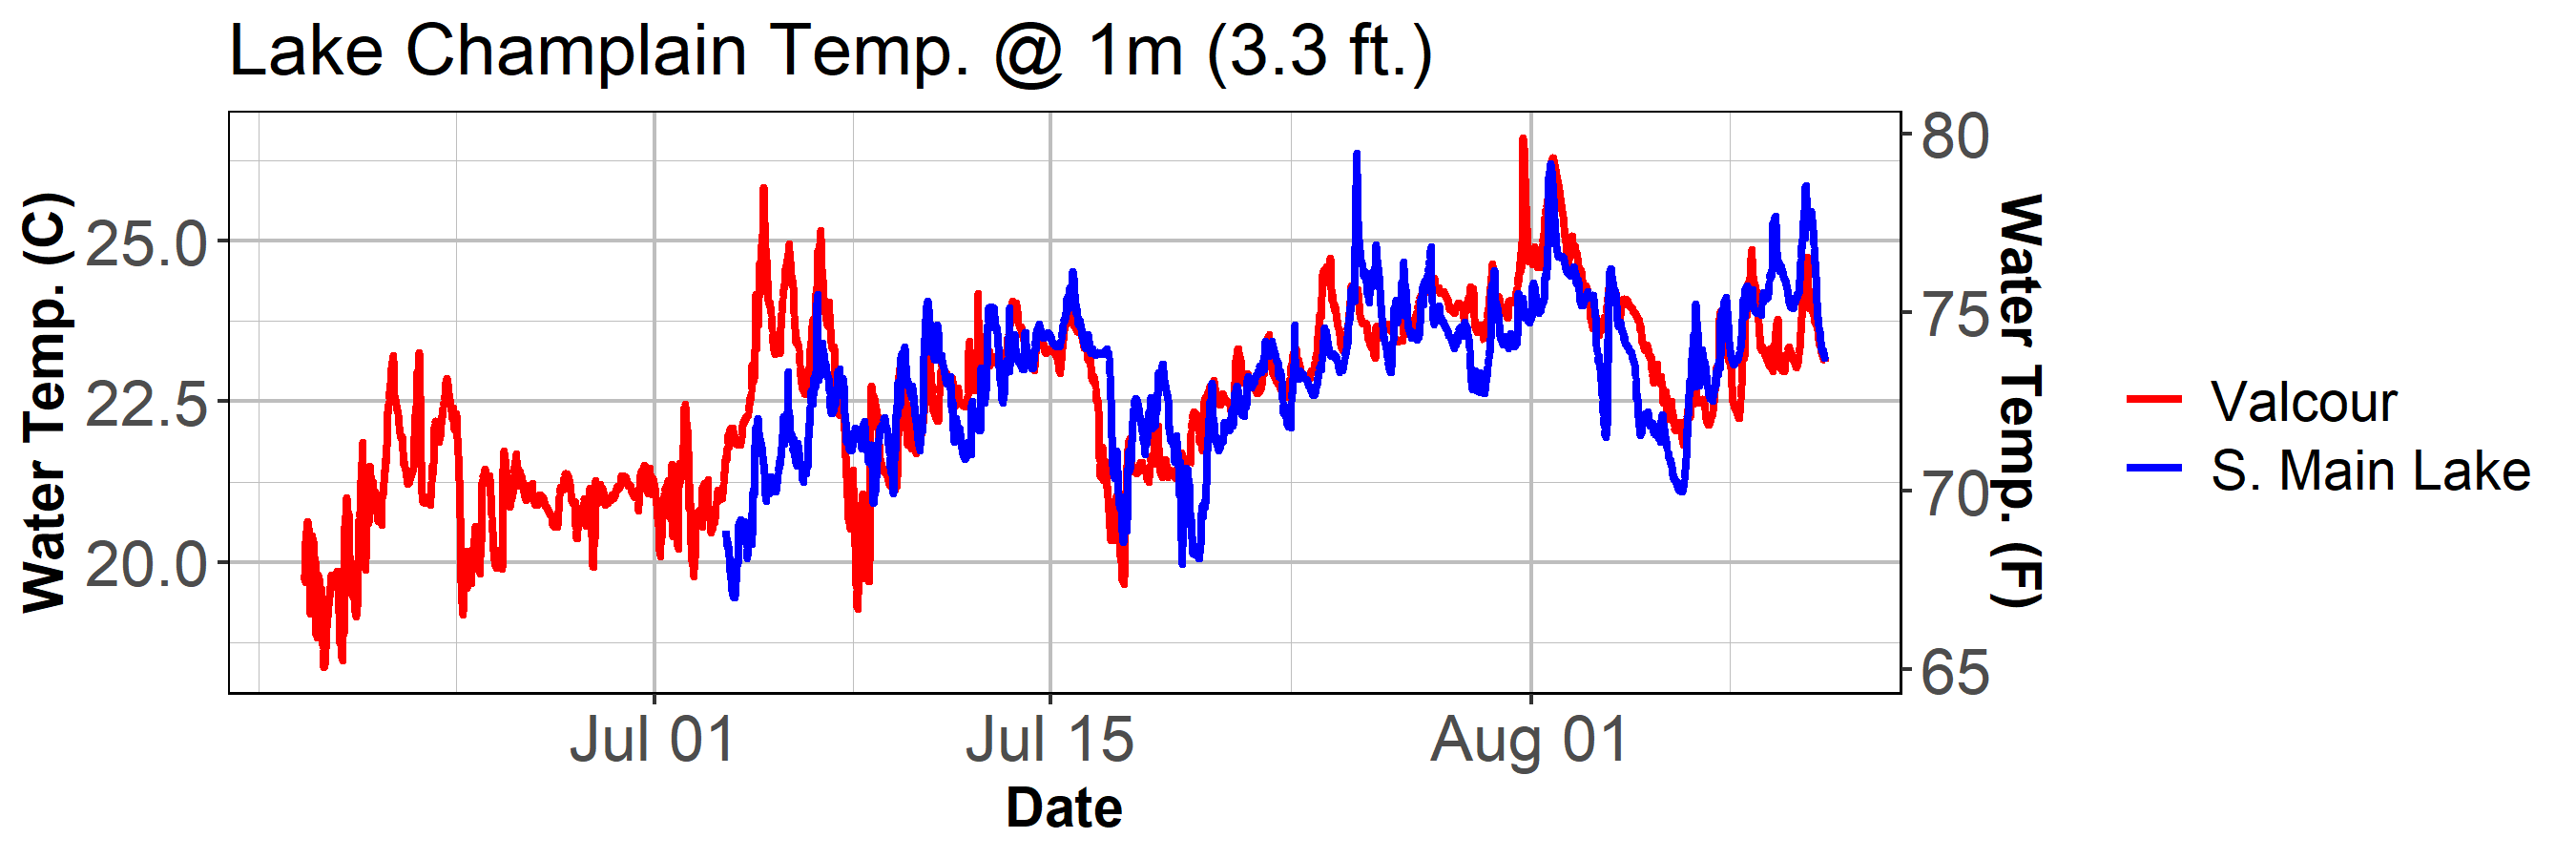 Lake Champlain Temp. @ 1m (3.3 ft.)
Water Temp. (C)
25.0
22.5
20.0
80
75
70
65
Water Temp. (F)
Jul 01
Jul 15
Aug 01
Date
Valcour
S. Main Lake